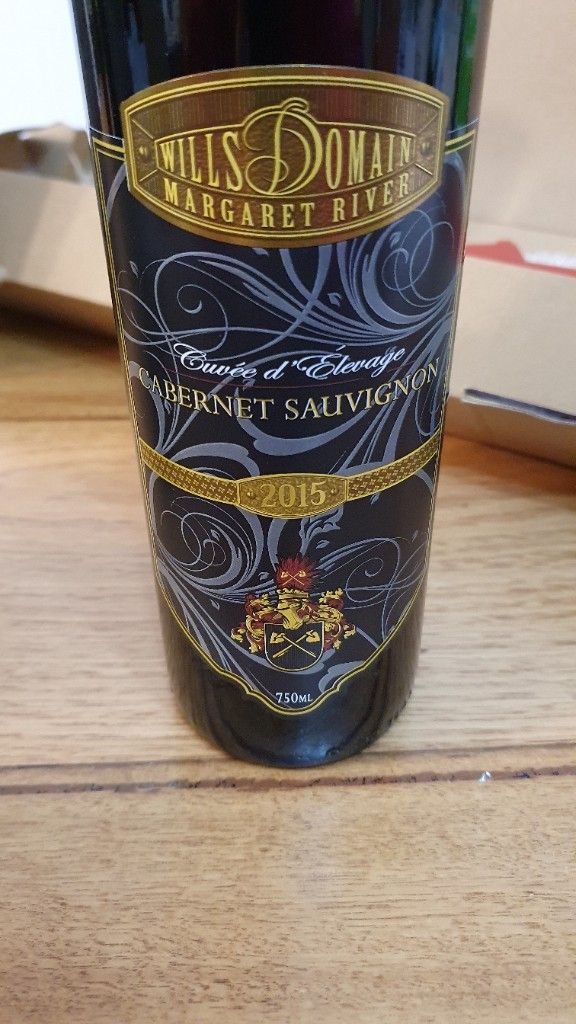 WILLS DOMAIN
MARGARET RIVER
Cuvée d'Élevage
CABERNET SAUVIGNON
2015
750ML